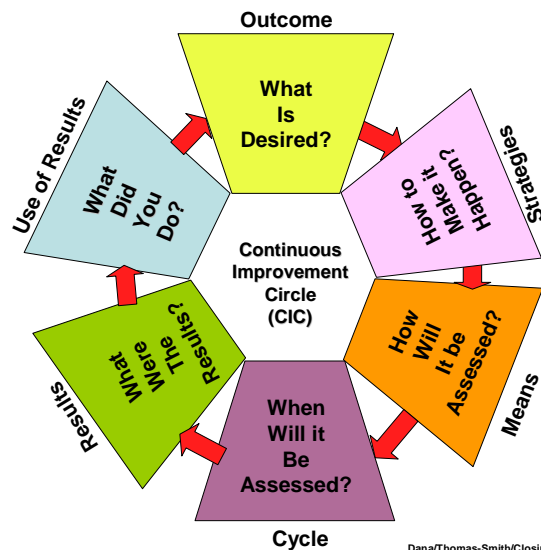 Outcome
What
Is
Desired?
Strategies
How to
Make it
Happen?
How
Will
It be
Assessed?
Means
When
Will it
Be
Assessed?
Cycle
What
Were
The
Results?
Results
What
Did
You
Do?
Use of Results
Continuous
Improvement
Circle
(CIC)
Dana/Thomas-Smith/Closi